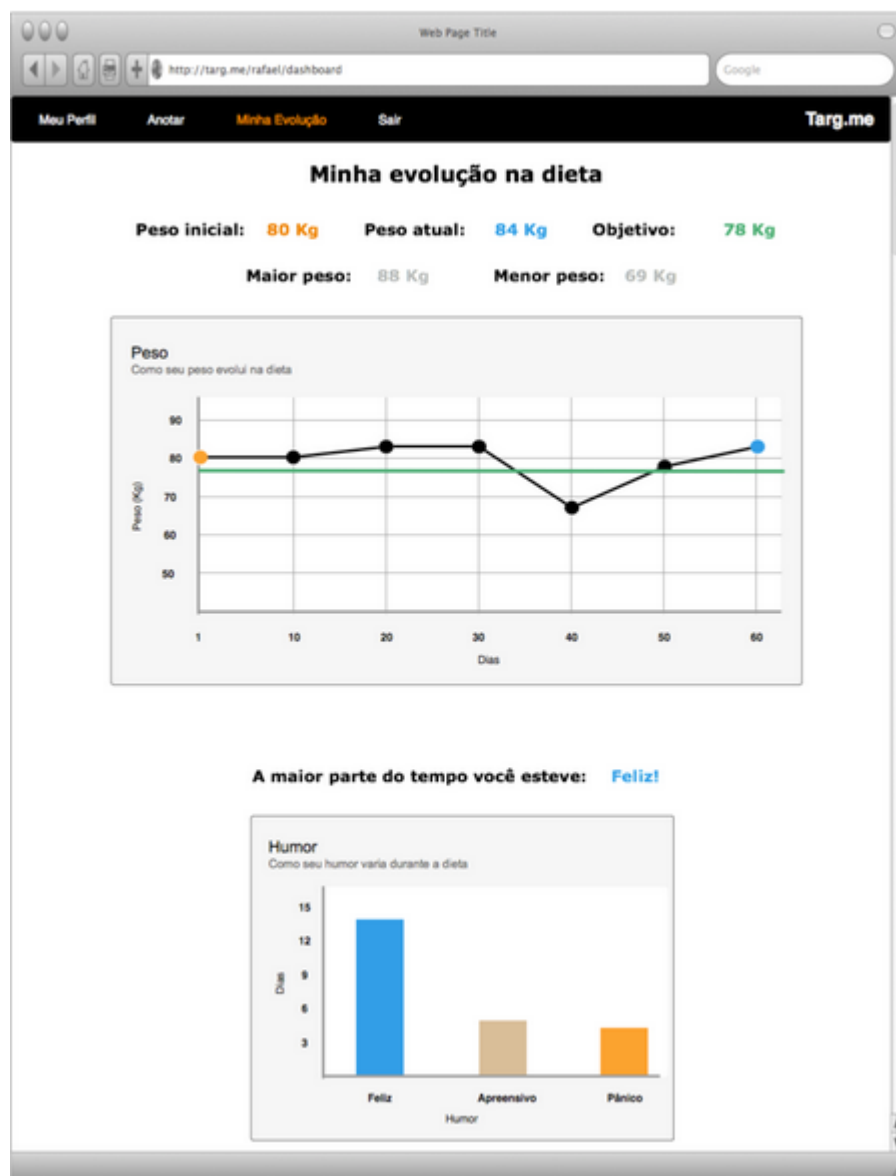 Web Page Title
http://targ.me/rafael/dashboard
Google
Meu Perfil Anotar Minha Evolução Sair Targ.me
Minha evolução na dieta
Peso inicial: 80 Kg Peso atual: 84 Kg Objetivo: 78 Kg
Maior peso: 88 Kg Menor peso: 69 Kg
Peso
Como seu peso evolui na dieta
90
80
70
60
50
Peso (Kg)
1 10 20 30 40 50 60
Dias
A maior parte do tempo você esteve: Feliz!
Humor
Como seu humor varia durante a dieta
15
12
9
6
3
Dias
Feliz Apreensivo Pânico
Humor